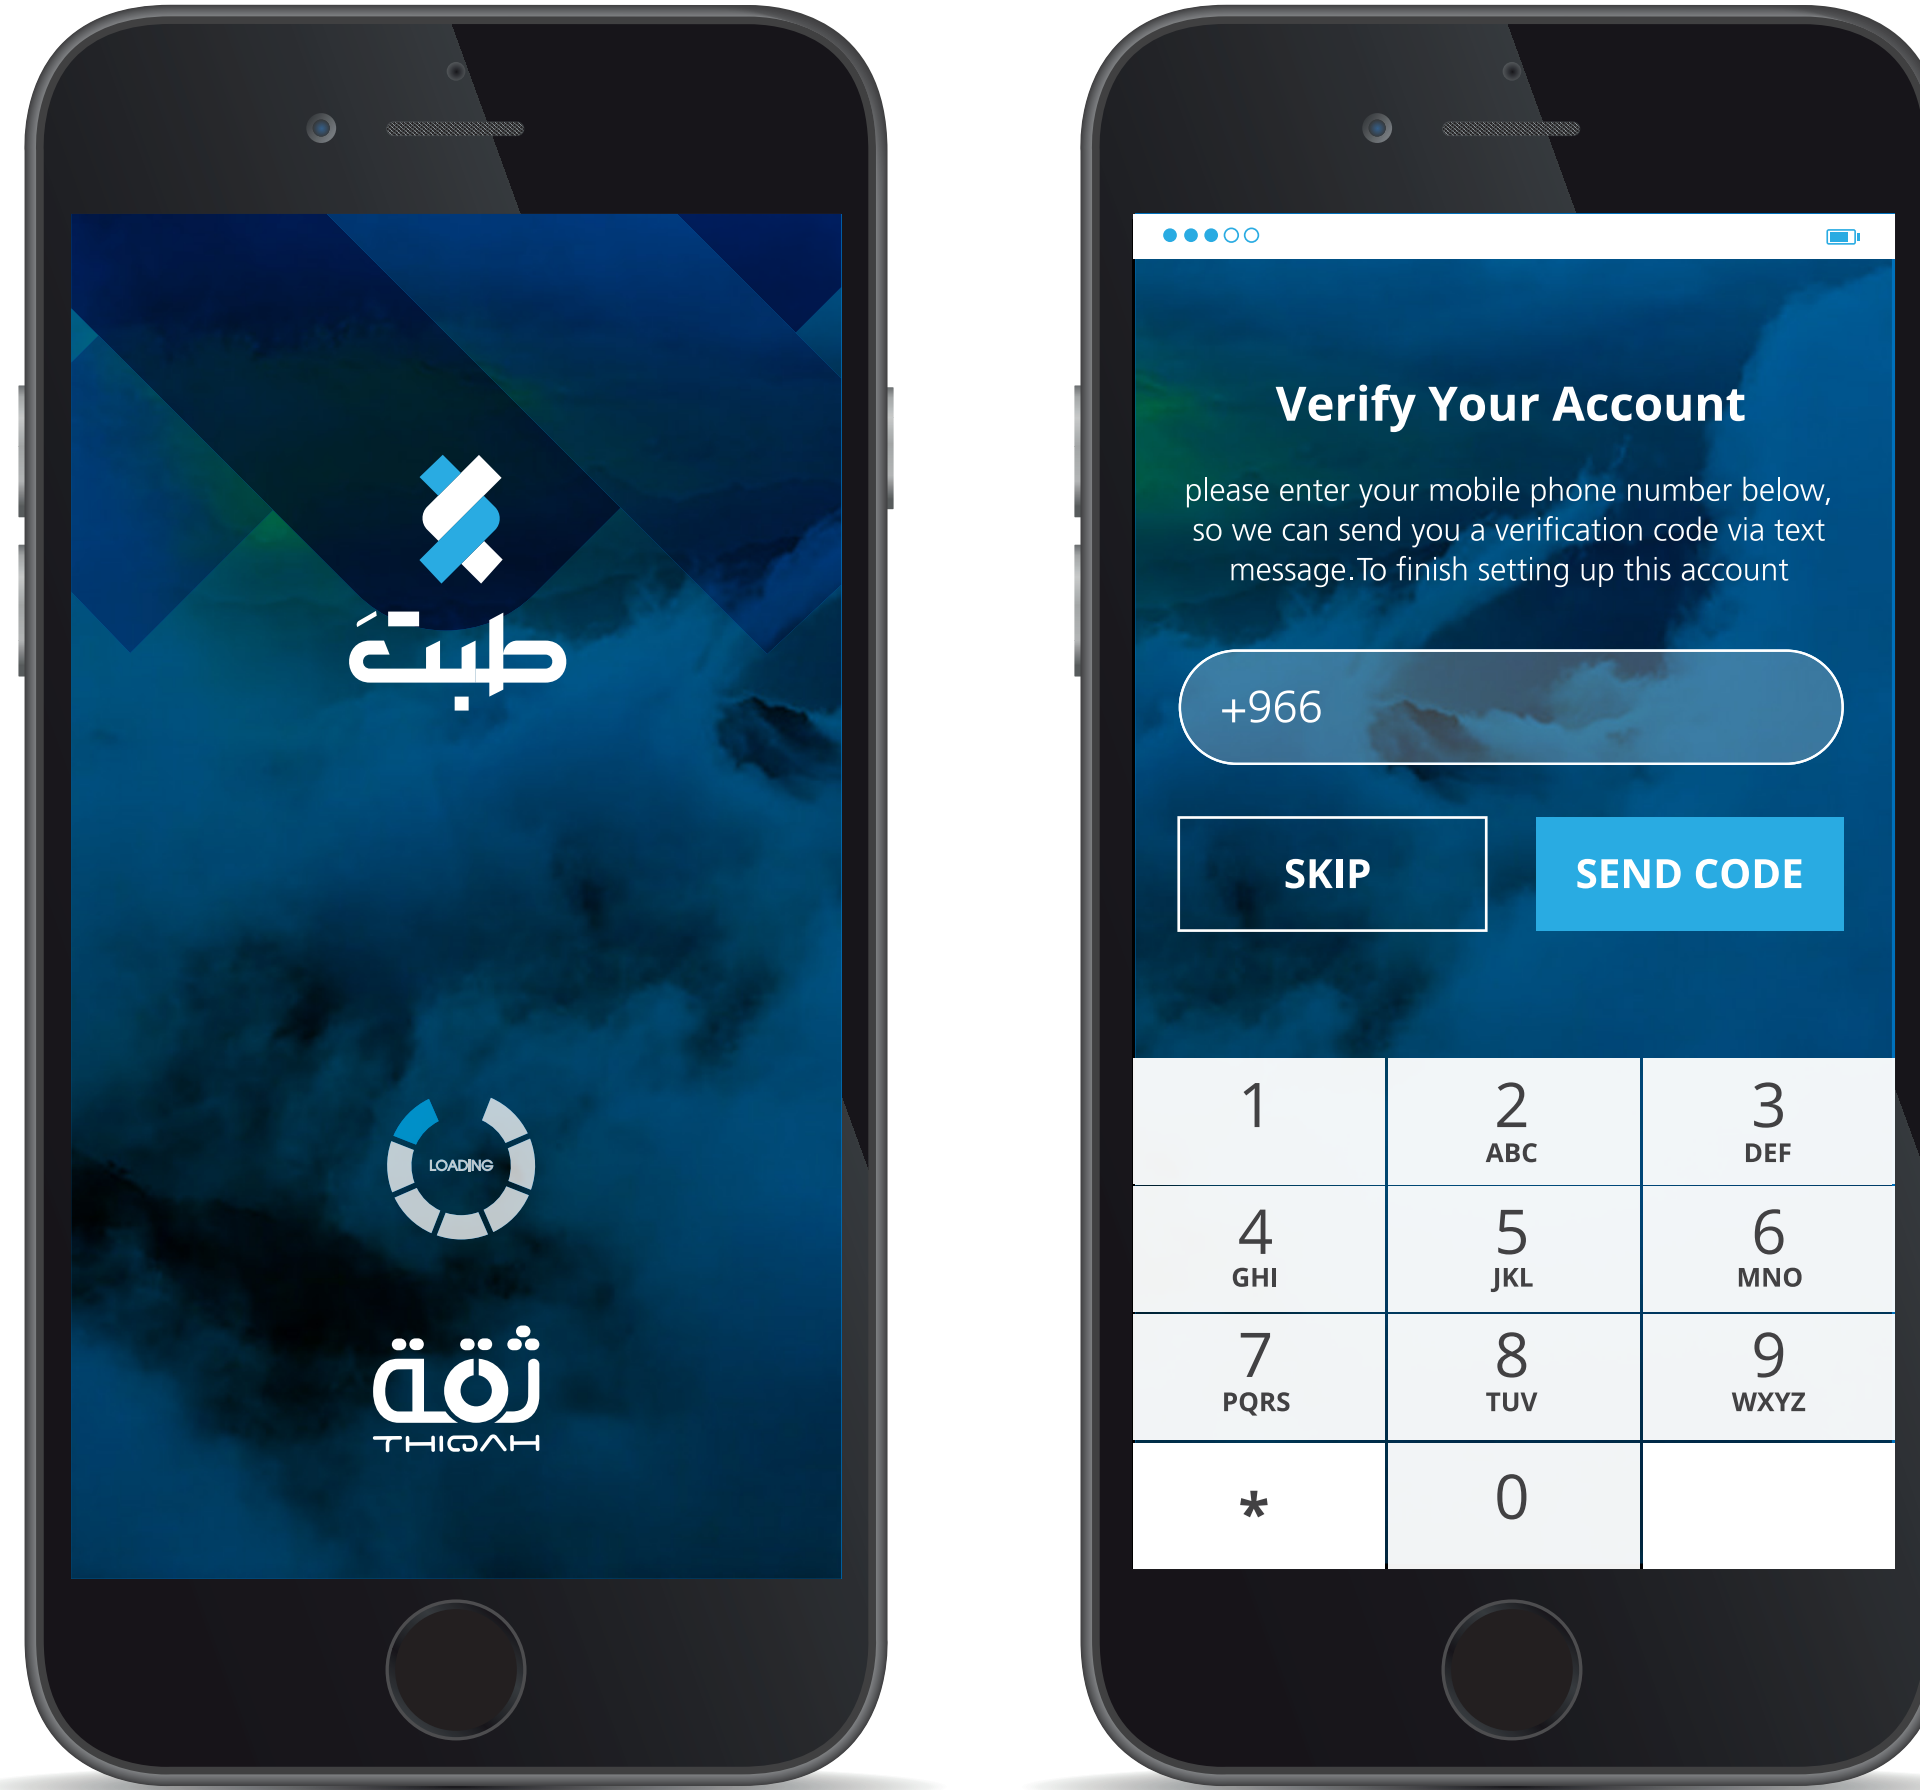 طبتَ
LOADING
ثقة
THIQAH
Verify Your Account
please enter your mobile phone number below,
so we can send you a verification code via text
message.To finish setting up this account
+966
SKIP
SEND CODE
1
2
3
ABC
DEF
4
5
6
GHI
JKL
MNO
7
8
9
PQRS
TUV
WXYZ
*
0